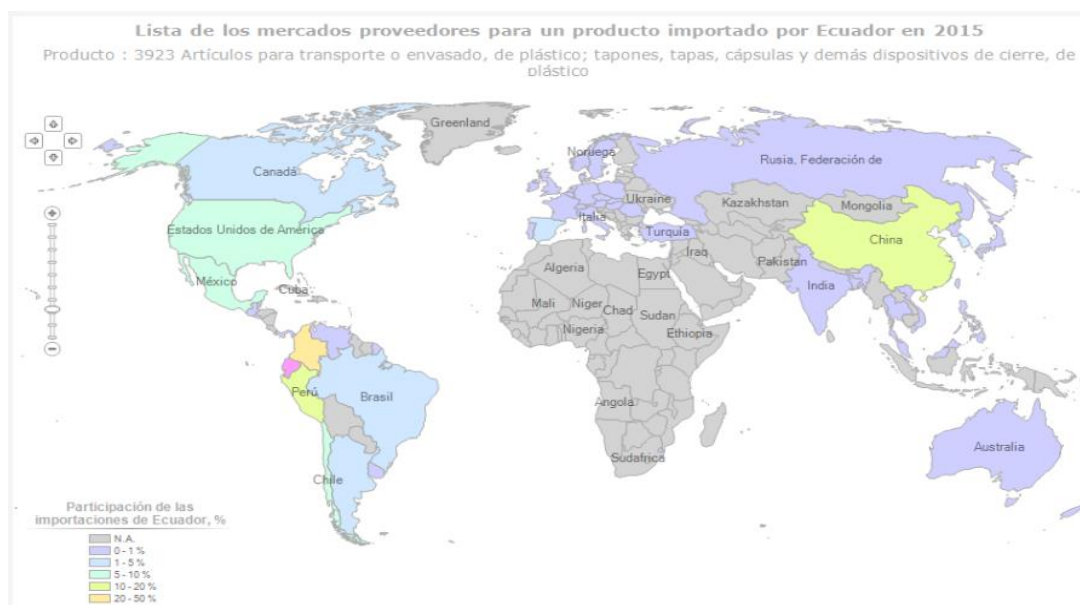 Lista de los mercados proveedores para un producto importado por Ecuador en 2015
Producto : 3923 Artículos para transporte o envasado, de plástico; tapones, tapas, cápsulas y demás dispositivos de cierre, de
plástico
Greenland
Canadá
Noruega
Rusia, Federación de
Ukraine
Kazakhstan
Mongolia
Italia
Estados Unidos de América
Turquía
China
Iraq
Pakistan
México
Cuba
Algeria
Egypt
India
Mali
Niger
Chad
Sudan
Nigeria
Ethiopia
Perú
Brasil
Angola
Australia
Sudafrica
Chile
Participación de las
importaciones de Ecuador, %
N.A.
0 - 1 %
1 - 5 %
5 - 10 %
10 - 20 %
20 - 50 %